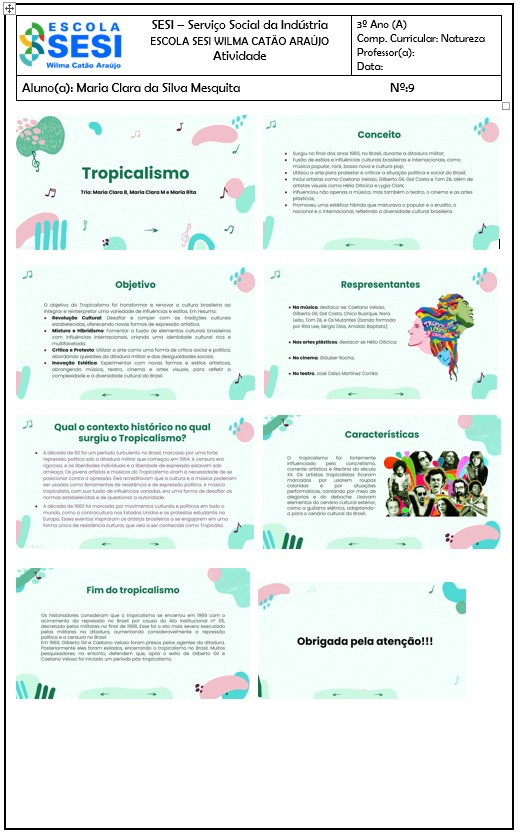 ESCOLA
SESI
Wilma Catão Araújo
SESI – Serviço Social da Indústria
ESCOLA SESI WILMA CATÃO ARAÚJO
Atividade
3º Ano (A)
Comp. Curricular: Natureza
Professor(a):
Data:
Aluno(a): Maria Clara da Silva Mesquita Nº:9
Tropicalismo
Trio: Maria Clara B, Maria Clara M e Maria Rita
Conceito
Surgiu no final dos anos 1960, no Brasil, durante a ditadura militar;
Fusão de estilos e influências culturais brasileiras e internacionais, como
música popular, rock, bossa nova e cultura pop;
Utilizou a arte para criticar a situação política e social do Brasil;
Inclui artistas como Caetano Veloso, Gilberto Gil, Gal Costa e Tom Zé, além de
artistas visuais como Hélio Oiticica e Lygia Clark;
Influenciou não apenas a música, mas também o teatro, o cinema e as artes
plásticas;
Promoveu uma estética híbrida que misturava o popular e o erudito, o
nacional e o internacional, refletindo a diversidade cultural brasileira.
Objetivo
O objetivo do Tropicalismo foi transformar e renovar a cultura brasileira ao
integrar e reinterpretar uma variedade de influências e estilos. Em resumo:
Revolução Cultural: Desafiar e romper com as tradições culturais
estabelecidas, oferecendo novas formas de expressão artística.
Mistura e Hibridismo: Fomentar a fusão de elementos culturais brasileiros
com influências internacionais, criando uma identidade cultural rica e
multifacetada.
Crítica e Protesto: Utilizar a arte como uma forma de crítica social e política,
abordando questões da ditadura militar e das desigualdades sociais.
Inovação Estética: Experimentar com novas formas e estilos artísticos,
abrangendo música, teatro, cinema e artes visuais, para refletir a
complexidade e a diversidade cultural do Brasil.
Respresentantes
Na música, destaca-se: Caetano Veloso,
Gilberto Gil, Gal Costa, Chico Buarque, Nara
Leão, Tom Zé, e Os Mutantes (banda formada
por Rita Lee, Sérgio Dias, Arnaldo Baptista);
Nas artes plásticas, destaca-se Hélio Oiticica;
No cinema, Glauber Rocha;
No teatro, José Celso Martinez Corrêa.
Qual o contexto histórico no qual
surgiu o Tropicalismo?
A década de 60 foi um período turbulento no Brasil, marcado por uma forte
repressão política sob a ditadura militar que começou em 1964. A censura era
rigorosa, e as liberdades individuais e a liberdade de expressão estavam sob
ameaça. Os jovens artistas e músicos do Tropicalismo viram a necessidade de se
posicionar contra a opressão. Eles acreditavam que a cultura e a música poderiam
ser usadas como ferramentas de resistência e de expressão política. A música
tropicalista, com sua fusão de influências variadas, era uma forma de desafiar as
normas estabelecidas e de questionar a autoridade.
A década de 1960 foi marcada por movimentos culturais e políticos em todo o
mundo, como a contracultura nos Estados Unidos e os protestos estudantis na
Europa. Esses eventos inspiraram os artistas brasileiros a se engajarem em uma
forma única de resistência cultural, que veio a ser conhecida como Tropicália.
Características
O tropicalismo foi fortemente
influenciado pelo concretismo,
corrente artística e literária do século
XX. Os artistas tropicalistas ficaram
marcados por usarem roupas
coloridas e por atuações
performáticas, cantando por meio de
alegorias e do deboche. Usavam
elementos do cenário cultural exterior,
como a guitarra elétrica, adaptando-
a para o cenário cultural do Brasil.
Fim do tropicalismo
Os historiadores consideram que o tropicalismo se encerrou em 1969 com o
acirramento da repressão no Brasil por causa do Ato Institucional nº 05,
decretado pelos militares no final de 1968. Esse foi o ato mais severo executado
pelos militares na ditadura, aumentando consideravelmente a repressão
política e a censura no Brasil.
Em 1969, Gilberto Gil e Caetano Veloso foram presos pelos agentes da ditadura.
Posteriormente eles foram exilados, encerrando o tropicalismo no Brasil. Muitos
pesquisadores, no entanto, defendem que, após o exílio de Gilberto Gil e
Caetano Veloso foi iniciado um período pós-tropicalismo.
Obrigada pela atenção!!!